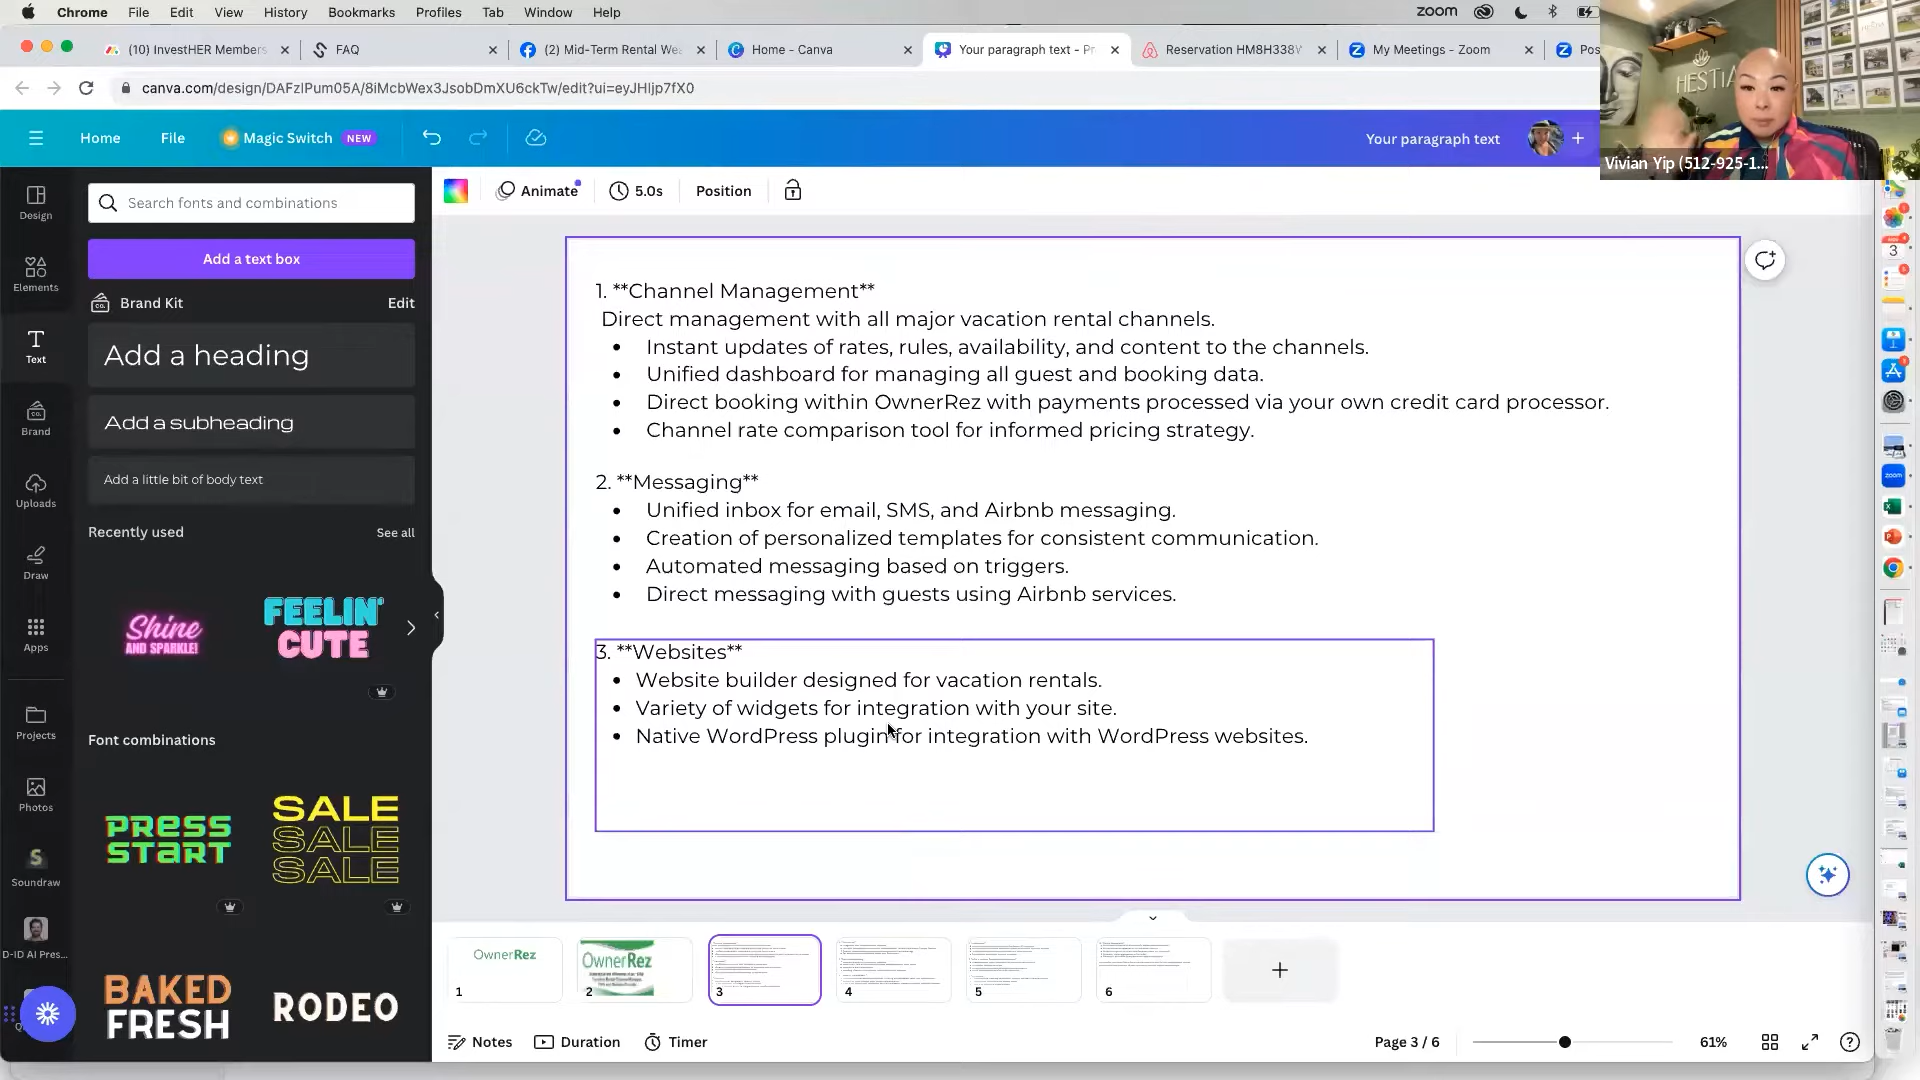 Chrome File Edit View History Bookmarks Profiles Tab Window Help
zoom
(10) InvestHER Members
FAQ
(2) Mid-Term Rental We
Home - Canva
Your paragraph text - Pr
Reservation HM8H338
My Meetings - Zoom
Pos
canva.com/design/DAFzlPum05A/8iMcbWex3JsobDmXU6ckTw/edit?ui=eyJHIjp7fX0
Home File Magic Switch NEW
Your paragraph text
HESTIA
Vivian Yip (512-925-1...
Design
Elements
Text
Brand
Uploads
Draw
Apps
Projects
Photos
Soundraw
D-ID AI Pres...
Search fonts and combinations
Add a text box
Brand Kit Edit
Add a heading
Add a subheading
Add a little bit of body text
Recently used See all
Shine
AND SPARKLE!
FEELIN'
CUTE
Font combinations
PRESS
START
SALE
SALE
SALE
BAKED
FRESH
RODEO
Animate 5.0s Position
1. **Channel Management**
Direct management with all major vacation rental channels.
• Instant updates of rates, rules, availability, and content to the channels.
• Unified dashboard for managing all guest and booking data.
• Direct booking within OwnerRez with payments processed via your own credit card processor.
• Channel rate comparison tool for informed pricing strategy.
2. **Messaging**
• Unified inbox for email, SMS, and Airbnb messaging.
• Creation of personalized templates for consistent communication.
• Automated messaging based on triggers.
• Direct messaging with guests using Airbnb services.
3. **Websites**
• Website builder designed for vacation rentals.
• Variety of widgets for integration with your site.
• Native WordPress plugin for integration with WordPress websites.
OwnerRez
1
OwnerRez
2
3
4
5
6
Notes Duration Timer
Page 3 / 6
61%
3
zoom